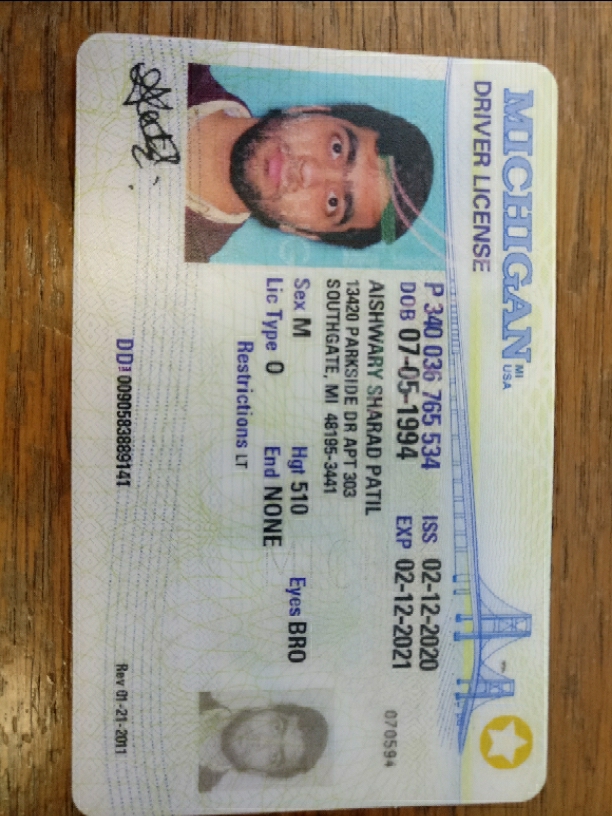 MICHIGAN MI
USA
DRIVER LICENSE
P 340 036 765 534 ISS 02-12-2020
DOB 07-05-1994 EXP 02-12-2021
AISHWARY SHARAD PATIL
13420 PARKSIDE DR APT 303
SOUTHGATE, MI 48195-3441
Sex M Hgt 510 Eyes BRO
Lic Type O End NONE
Restrictions LT
070594
DD# 0090583889141
Rev 01-21-2011